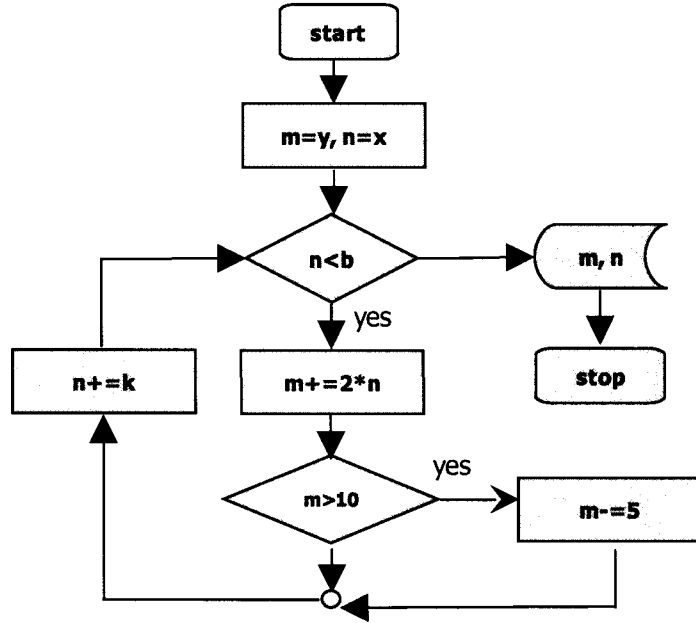 start
m=y, n=x
n<b
m, n
yes
n+=k
m+=2*n
stop
yes
m>10
m-=5